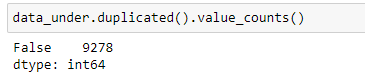 data_under.duplicated().value_counts()
False    9278
dtype: int64